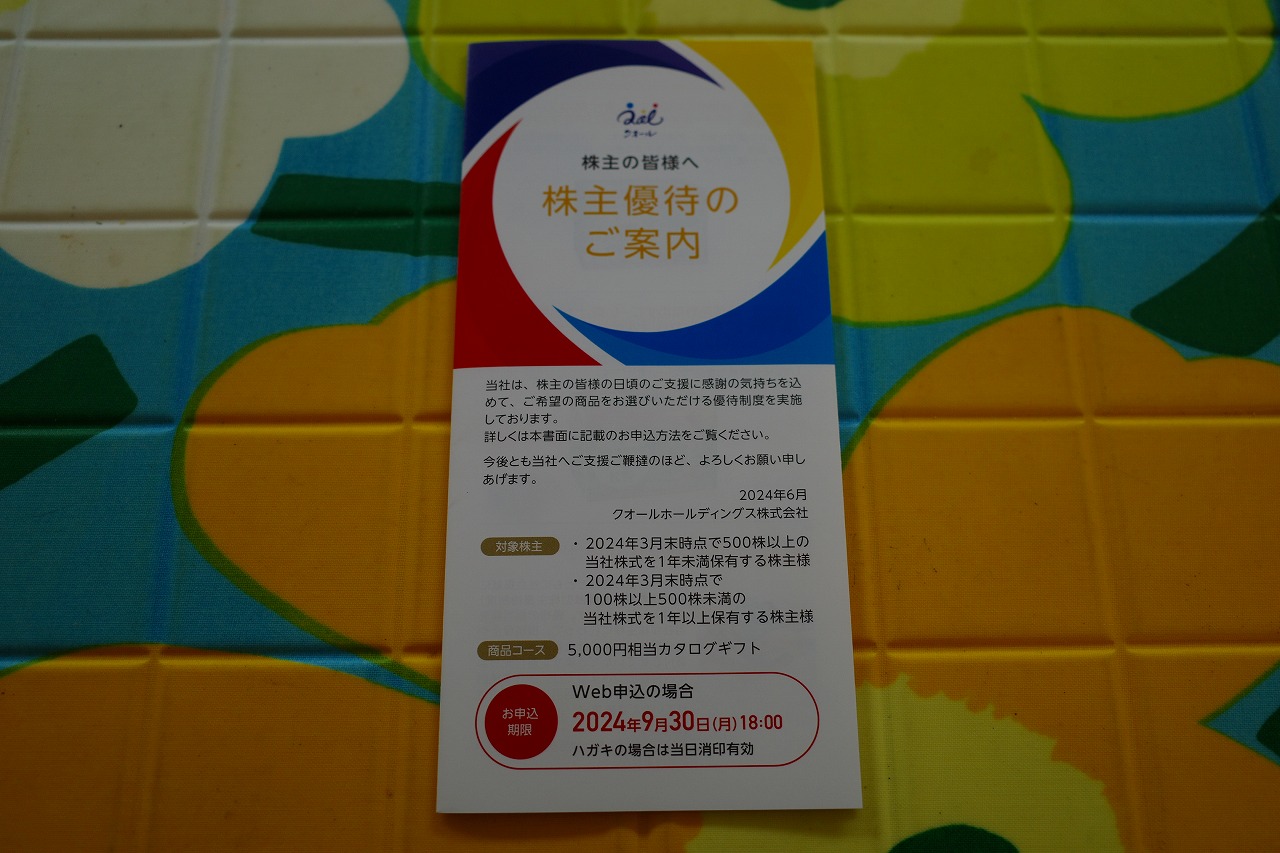 Qol
クオール
株主の皆様へ
株主優待の
ご案内
当社は、株主の皆様の日頃のご支援に感謝の気持ちを込
めて、ご希望の商品をお選びいただける優待制度を実施
しております。
詳しくは本書面に記載のお申込方法をご覧ください。
今後とも当社へご支援ご鞭撻のほど、よろしくお願い申し
あげます。
2024年6月
クオールホールディングス株式会社
対象株主
・2024年3月末時点で500株以上の
当社株式を1年未満保有する株主様
・2024年3月末時点で
100株以上500株未満の
当社株式を1年以上保有する株主様
商品コース 5,000円相当カタログギフト
お申込
期限
Web申込の場合
2024年9月30日(月)18:00
ハガキの場合は当日消印有効